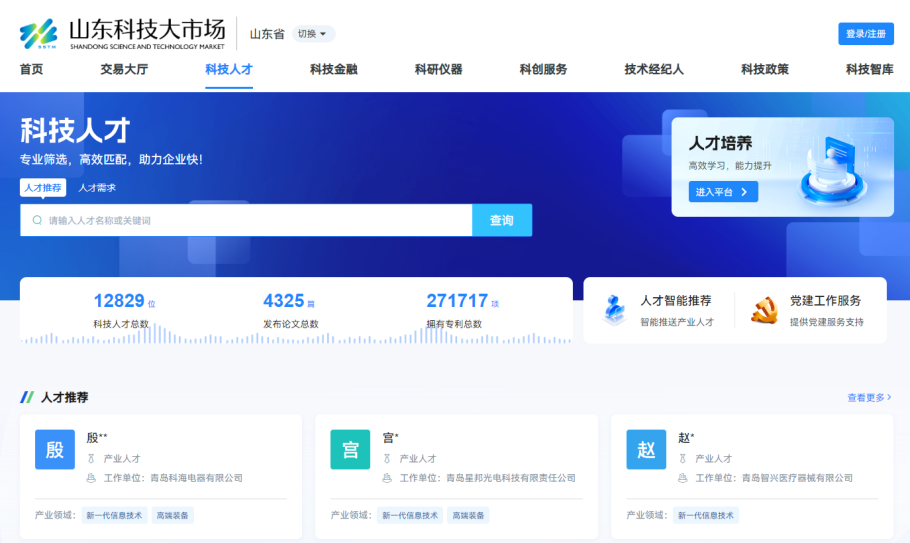 山东科技大市场
SHANDONG SCIENCE AND TECHNOLOGY MARKET
SSTM
山东省 切换
登录/注册
首页 交易大厅 科技人才 科技金融 科研仪器 科创服务 技术经纪人 科技政策 科技智库
科技人才
专业筛选，高效匹配，助力企业快!
人才推荐 人才需求
请输入人才名称或关键词 查询
人才培养
高效学习，能力提升
进入平台
12829 位 4325 篇 271717 项
科技人才总数 发布论文总数 拥有专利总数
人才智能推荐 党建工作服务
智能推送产业人才 提供党建服务支持
人才推荐 查看更多
殷 殷**
产业人才
工作单位：青岛科海电器有限公司
产业领域： 新一代信息技术 高端装备
宫 宫*
产业人才
工作单位：青岛星邦光电科技有限责任公司
产业领域： 新一代信息技术 高端装备
赵 赵*
产业人才
工作单位：青岛智兴医疗器械有限公司
产业领域： 新一代信息技术